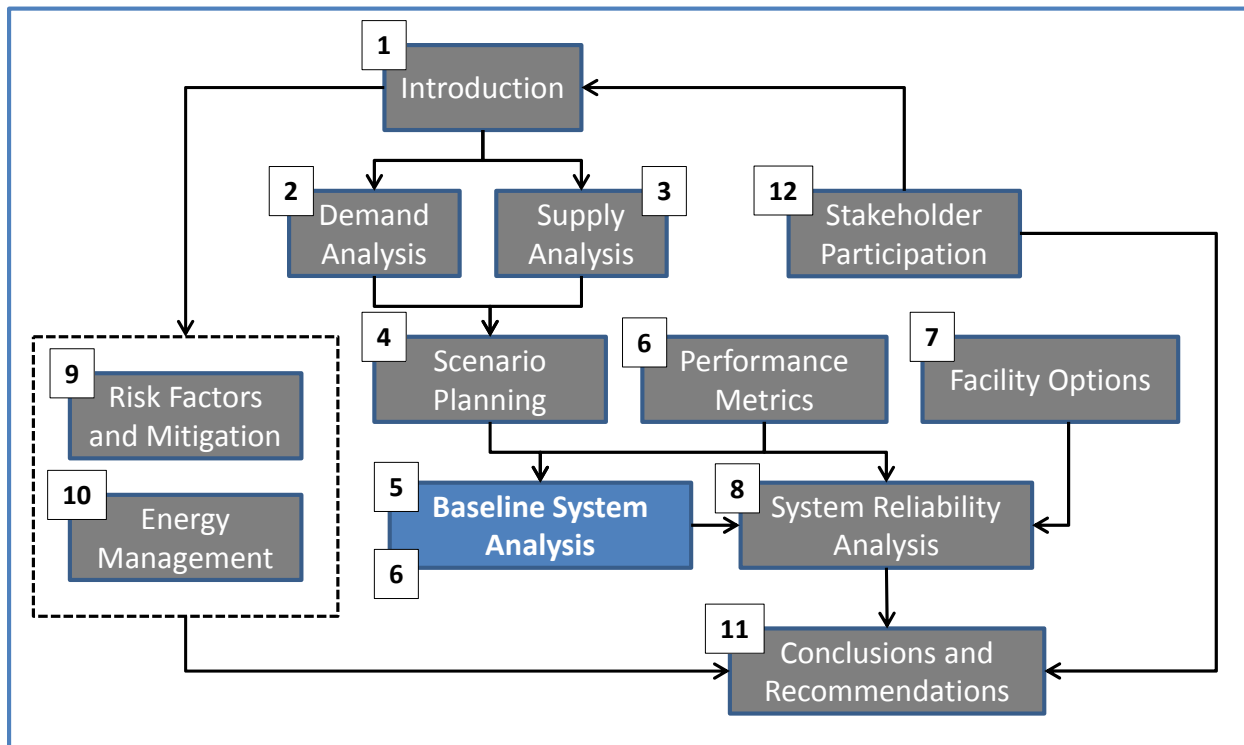 1
Introduction
2
Demand
Analysis
3
Supply
Analysis
12
Stakeholder
Participation
4
Scenario
Planning
6
Performance
Metrics
7
Facility Options
9
Risk Factors
and Mitigation
10
Energy
Management
5
Baseline System
Analysis
6
8
System Reliability
Analysis
11
Conclusions and
Recommendations